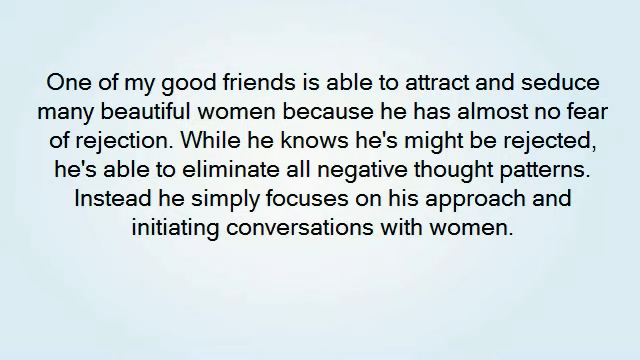 One of my good friends is able to attract and seduce
many beautiful women because he has almost no fear
of rejection. While he knows he's might be rejected,
he's able to eliminate all negative thought patterns.
Instead he simply focuses on his approach and
initiating conversations with women.